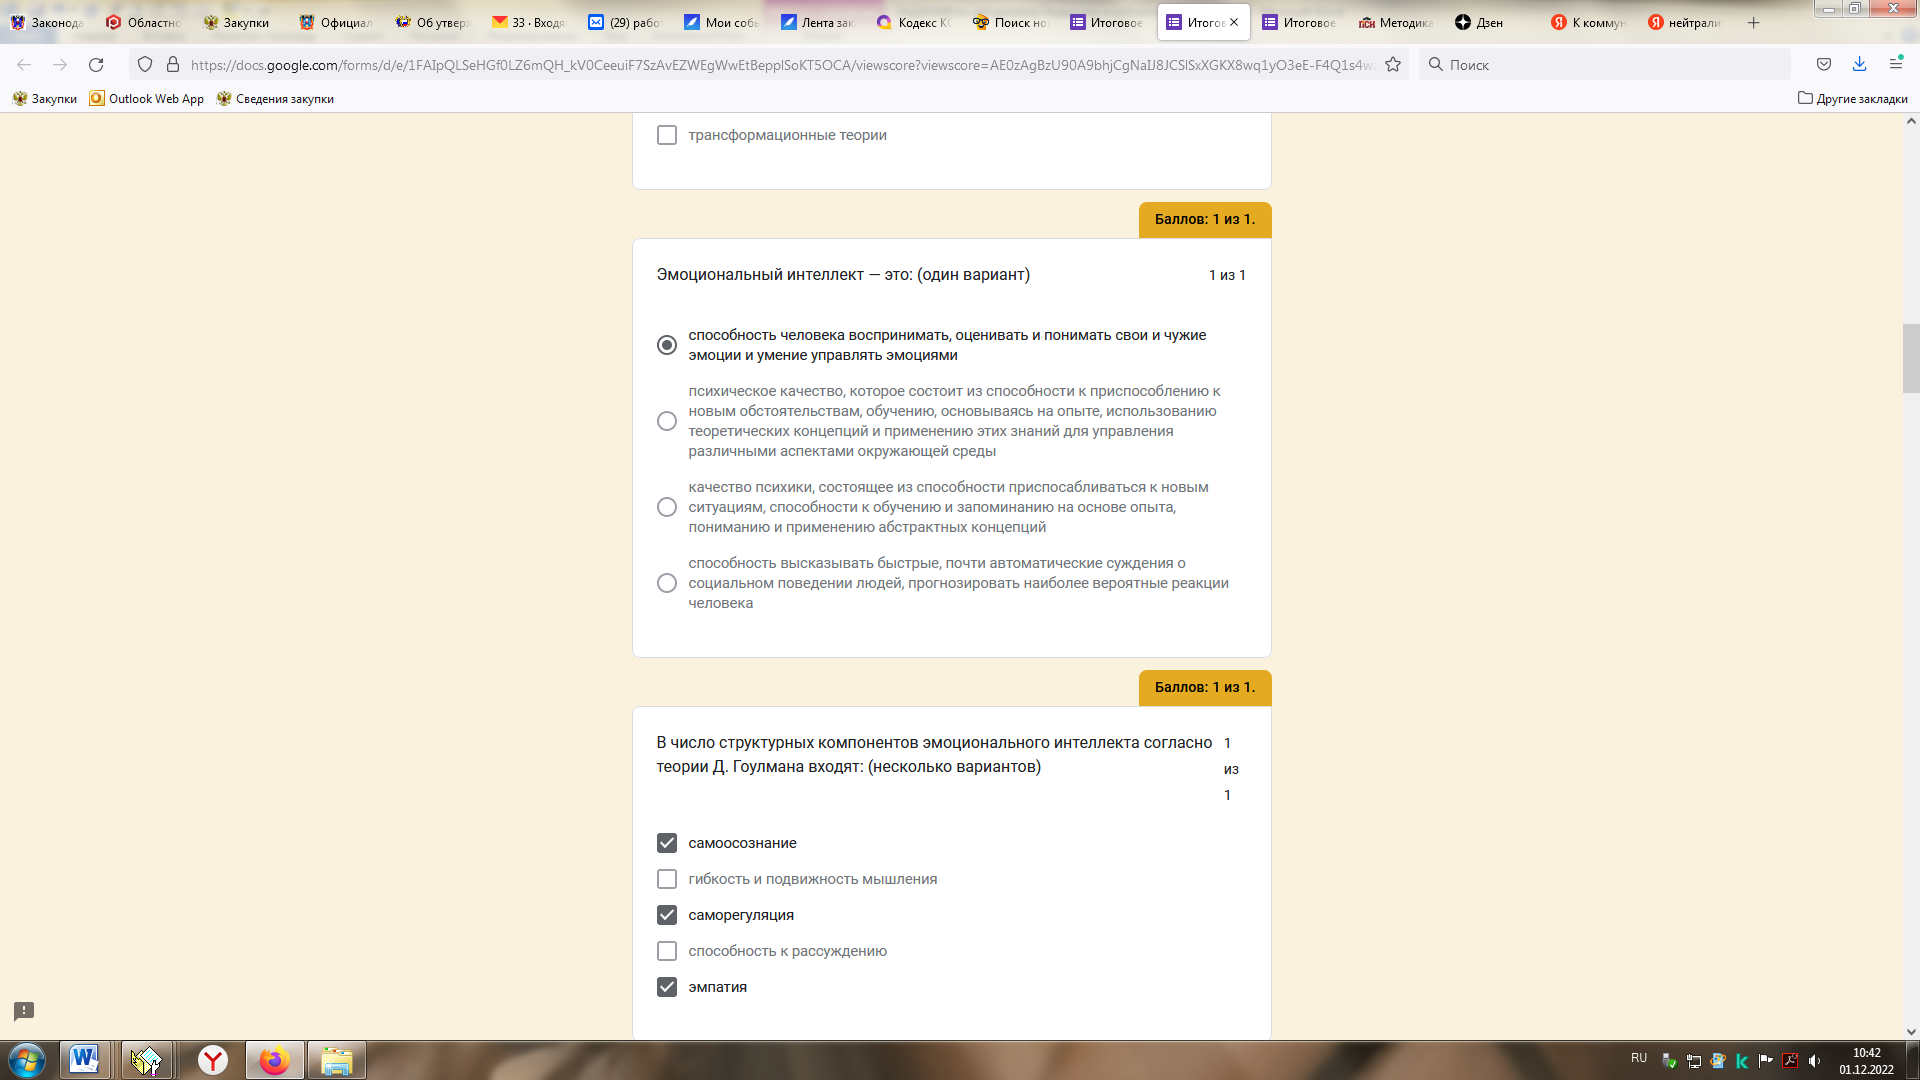 Законода
Областно
Закупки
Официал
Об утвер
33 · Входя
(29) рабо
Мои собы
Лента зак
Кодекс КО
Поиск но
Итоговое
Итогов
Итоговое
Методика
Дзен
К коммун
нейтрали
https://docs.google.com/forms/d/e/1FAIpQLSeHGf0LZ6mQH_kV0CeeuiF7SzAvEZWEgWwEtBepplSoKT5OCA/viewscore?viewscore=AE0zAgBzU90A9bhjCgNaIJ8JCSlSxXGKX8wq1yO3eE-F4Q1s4wa
Поиск
Закупки
Outlook Web App
Сведения закупки
Другие закладки
трансформационные теории
Баллов: 1 из 1.
Эмоциональный интеллект — это: (один вариант)
1 из 1
способность человека воспринимать, оценивать и понимать свои и чужие
эмоции и умение управлять эмоциями
психическое качество, которое состоит из способности к приспособлению к
новым обстоятельствам, обучению, основываясь на опыте, использованию
теоретических концепций и применению этих знаний для управления
различными аспектами окружающей среды
качество психики, состоящее из способности приспосабливаться к новым
ситуациям, способности к обучению и запоминанию на основе опыта,
пониманию и применению абстрактных концепций
способность высказывать быстрые, почти автоматические суждения о
социальном поведении людей, прогнозировать наиболее вероятные реакции
человека
Баллов: 1 из 1.
В число структурных компонентов эмоционального интеллекта согласно
теории Д. Гоулмана входят: (несколько вариантов)
1
из
1
самоосознание
гибкость и подвижность мышления
саморегуляция
способность к рассуждению
эмпатия
RU
10:42
01.12.2022